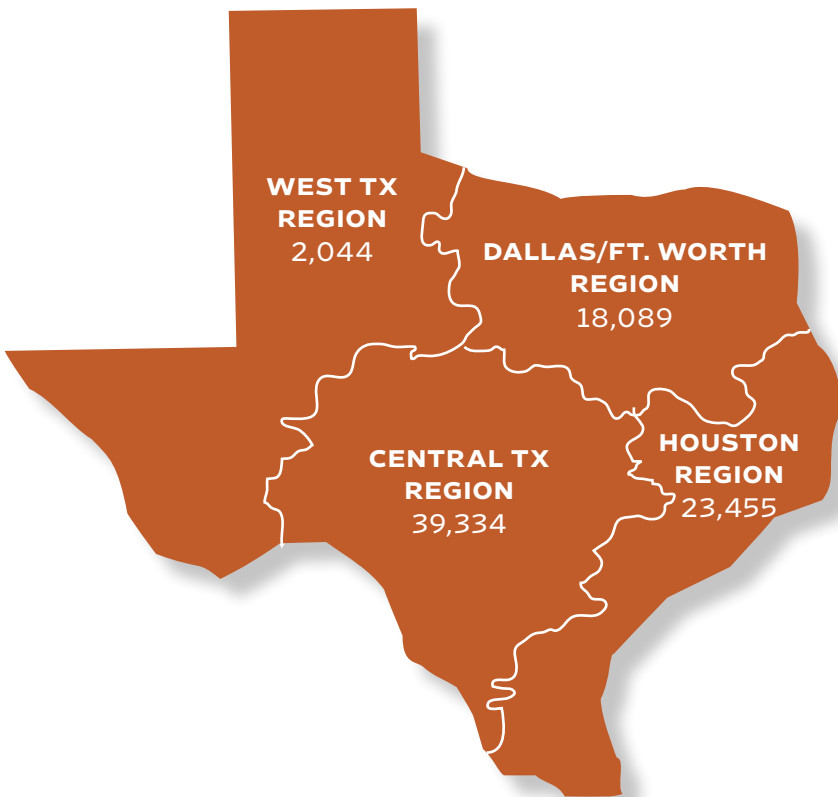 WEST TX
REGION
2,044
DALLAS/FT. WORTH
REGION
18,089
CENTRAL TX
REGION
39,334
HOUSTON
REGION
23,455